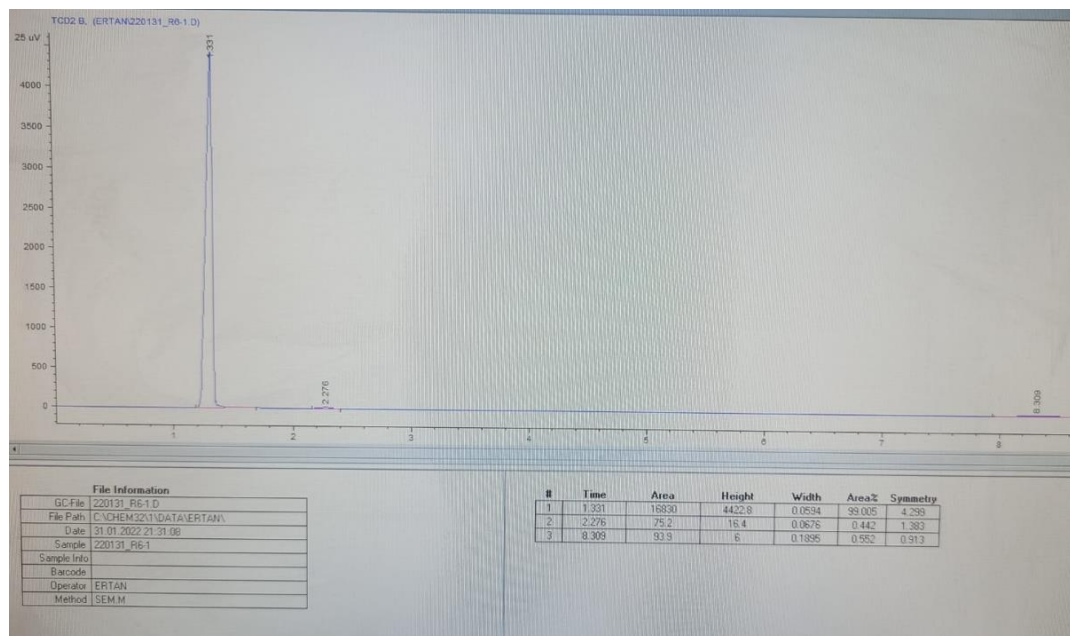 TCD2 B, (ERTAN\220131_R6-1.D)
25 uV
1.331
4000
3500
3000
2500
2000
1500
1000
500
0
2.276
8.309
1 2 3 4 5 6 7 8
File Information
GC-File 220131_R6-1.D
File Path C:\CHEM32\1\DATA\ERTAN\
Date 31.01.2022 21:31:08
Sample 220131_R6-1
Sample Info
Barcode
Operator ERTAN
Method SEM.M
# Time Area Height Width Area% Symmetry
1 1.331 16830 4422.8 0.0594 99.005 4.299
2 2.276 75.2 16.4 0.0676 0.442 1.383
3 8.309 93.9 6 0.1895 0.552 0.913